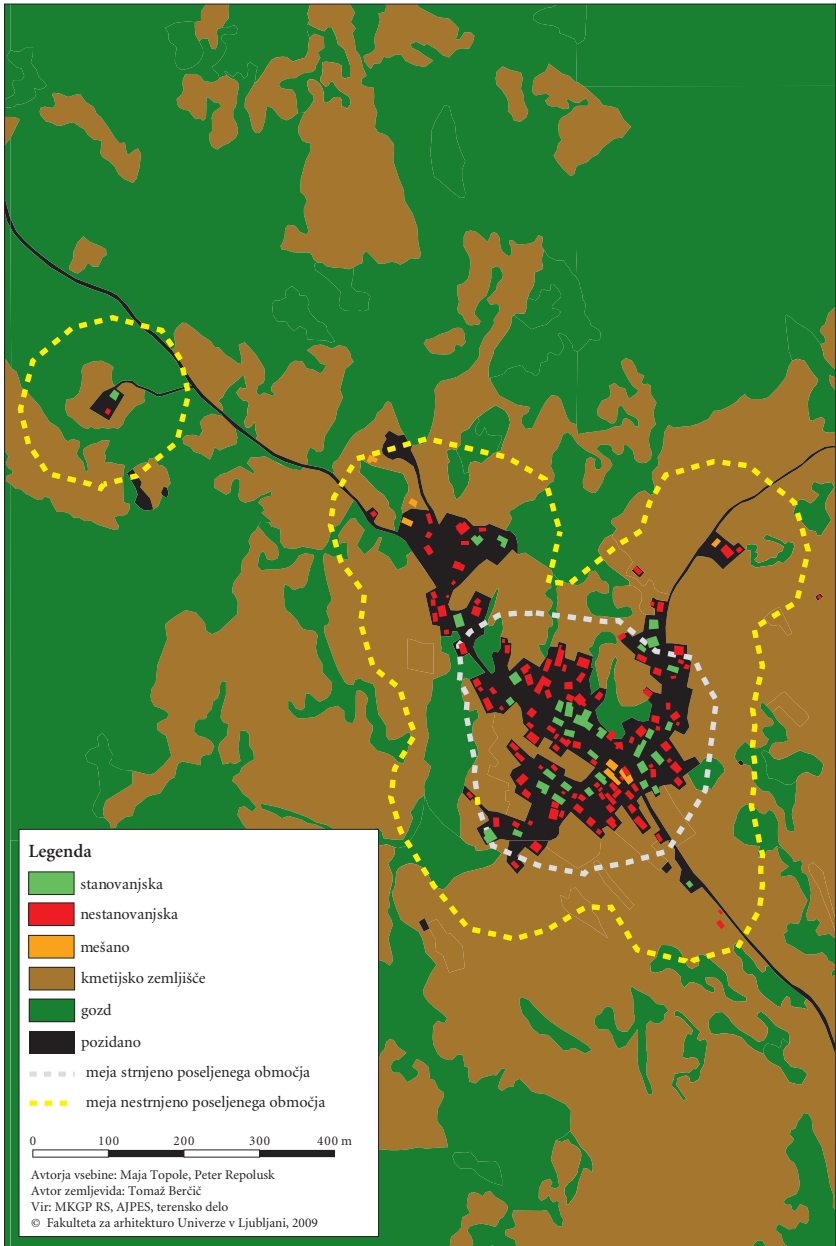 Legenda
stanovanjska
nestanovanjska
mešano
kmetijsko zemljišče
gozd
pozidano
meja strnjeno poseljenega območja
meja nestrnjeno poseljenega območja
0 100 200 300 400 m
Avtorja vsebine: Maja Topole, Peter Repolusk
Avtor zemljevida: Tomaž Berčič
Vir: MKGP RS, AJPES, terensko delo
© Fakulteta za arhitekturo Univerze v Ljubljani, 2009